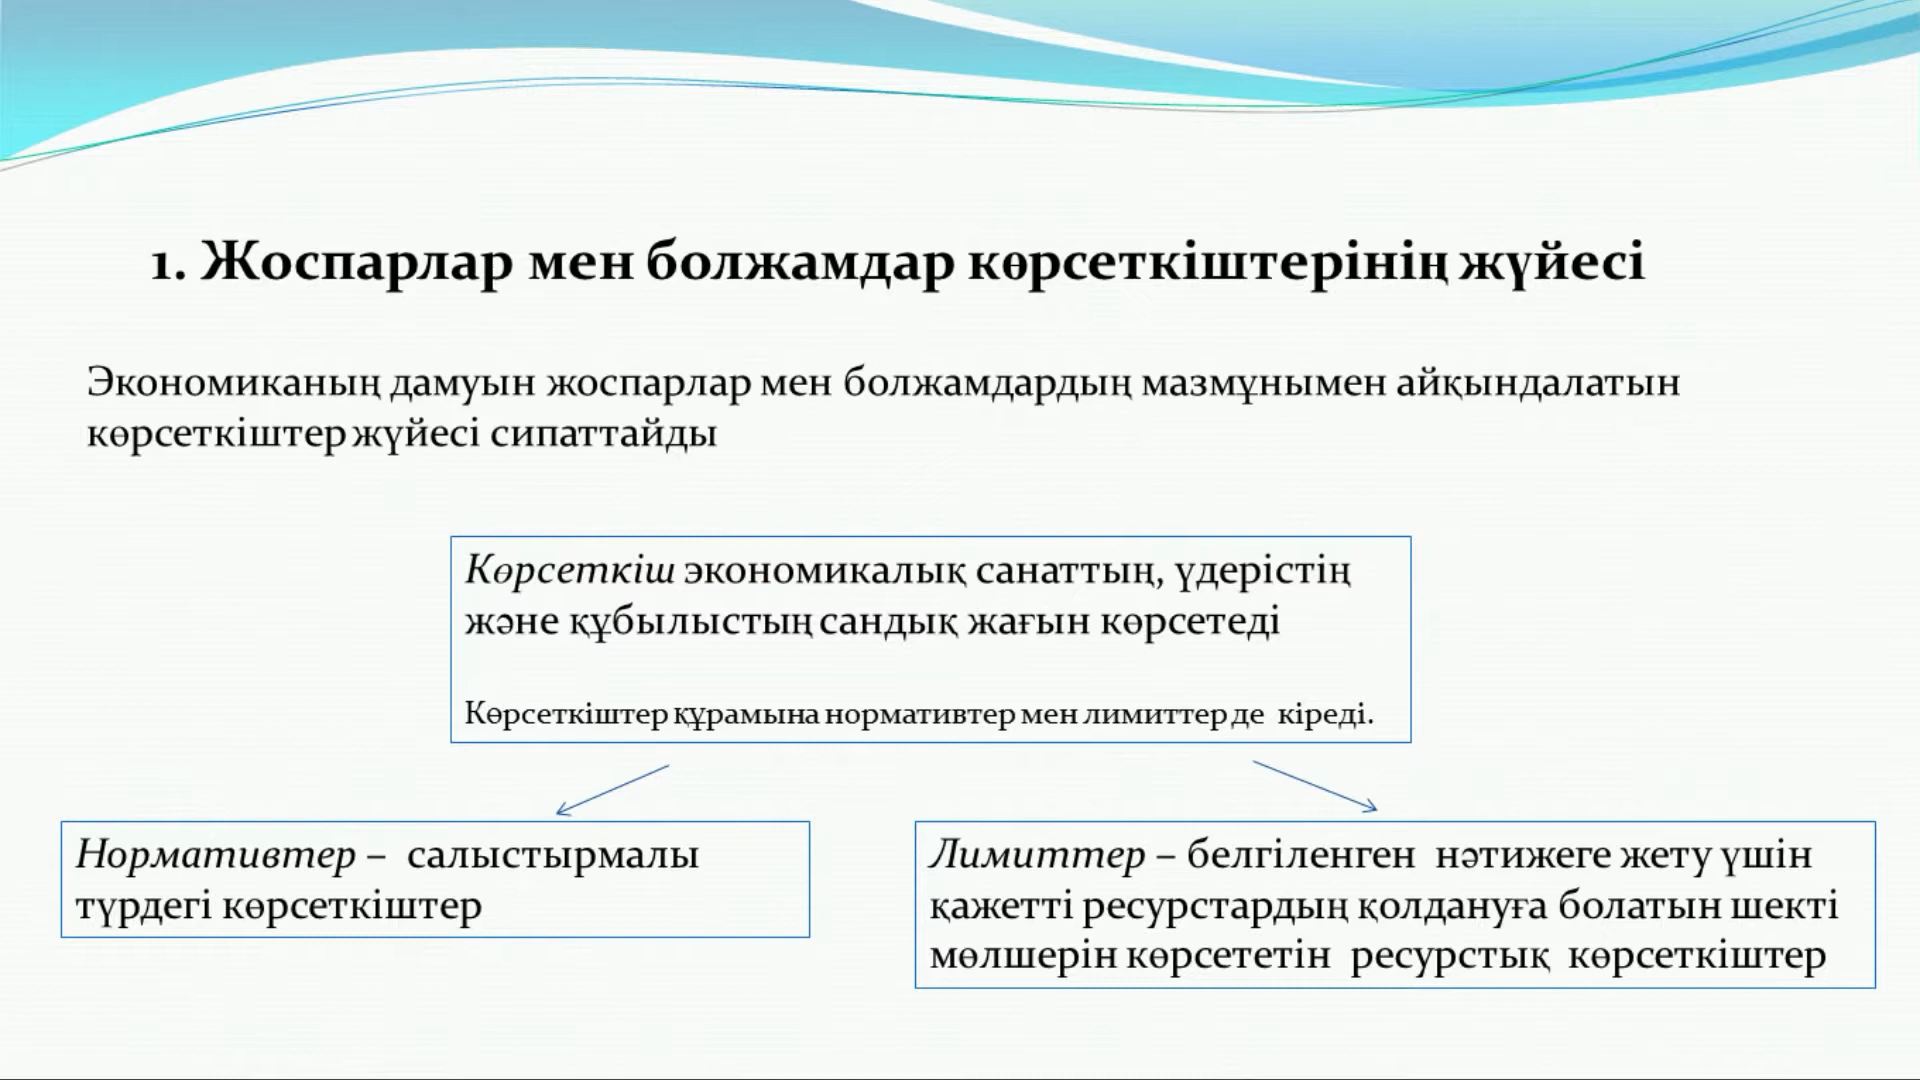 1. Жоспарлар мен болжамдар көрсеткіштерінің жүйесі
Экономиканың дамуын жоспарлар мен болжамдардың мазмұнымен айқындалатын
көрсеткіштер жүйесі сипаттайды
Көрсеткіш экономикалық санаттың, үдерістің
және құбылыстың сандық жағын көрсетеді
Көрсеткіштер құрамына нормативтер мен лимиттер де кіреді.
Нормативтер – салыстырмалы
түрдегі көрсеткіштер
Лимиттер – белгіленген нәтижеге жету үшін
қажетті ресурстардың қолдануға болатын шекті
мөлшерін көрсететін ресурстық көрсеткіштер